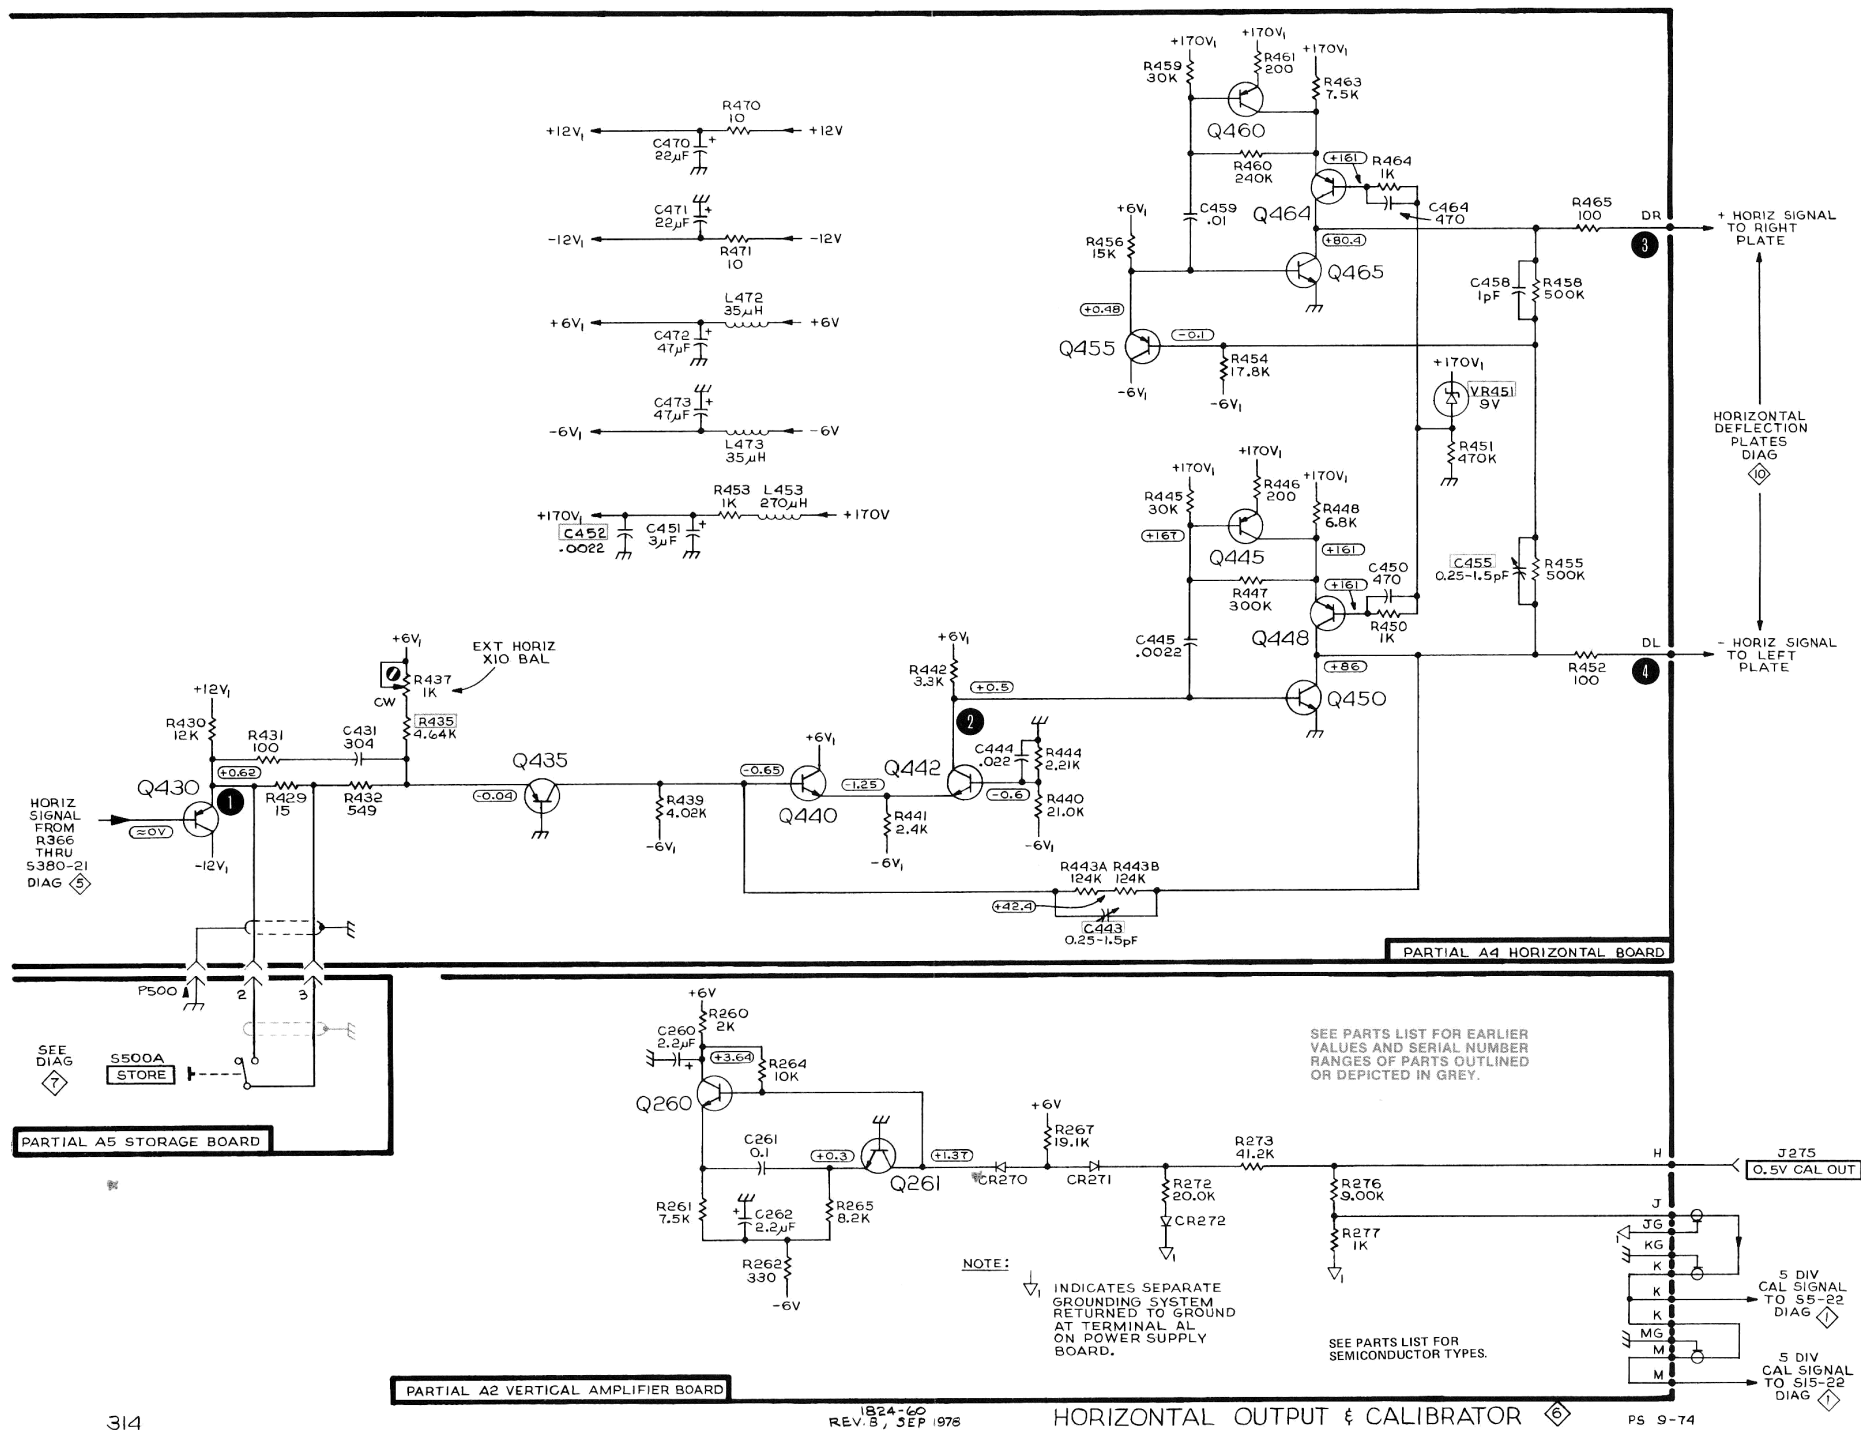 +170V1
R459
30K
+170V1
R461
200
+170V1
R463
7.5K
Q460
R460
240K
+161
R464
1K
Q464
C464
470
C459
.01
+6V1
R456
15K
+80.4
Q465
R465
100
DR
3
+ HORIZ SIGNAL
TO RIGHT
PLATE
C458
1pF
R458
500K
+0.48
Q455
-0.1
R454
17.8K
-6V1
-6V1
+170V1
VR451
9V
R451
470K
HORIZONTAL
DEFLECTION
PLATES
DIAG
10
R470
10
+12V1
+12V
C470
22µF
C471
22µF
-12V1
-12V
R471
10
L472
35µH
+6V1
+6V
C472
47µF
C473
47µF
-6V1
-6V
L473
35µH
R453
1K
L453
270µH
+170V1
+170V
C452
.0022
C451
3µF
+170V1
R445
30K
+170V1
R446
200
+170V1
R448
6.8K
+167
Q445
+161
R447
300K
+161
C450
470
R450
1K
Q448
C445
.0022
+86
Q450
C455
0.25-1.5pF
R455
500K
R452
100
DL
4
- HORIZ SIGNAL
TO LEFT
PLATE
+6V1
R437
1K
CW
EXT HORIZ
X10 BAL
R435
4.64K
+12V1
R430
12K
R431
100
C431
304
+0.62
Q430
1
R429
15
R432
549
HORIZ
SIGNAL
FROM
R366
THRU
S380-21
DIAG 5
≈0V
-12V1
Q435
-0.04
R439
4.02K
-6V1
-0.65
+6V1
Q440
-1.25
R441
2.4K
-6V1
+6V1
R442
3.3K
+0.5
2
Q442
C444
.022
R444
2.21K
-0.6
R440
21.0K
-6V1
R443A
124K
R443B
124K
+42.4
C443
0.25-1.5pF
PARTIAL A4 HORIZONTAL BOARD
P500
2
3
SEE
DIAG
7
S500A
STORE
PARTIAL A5 STORAGE BOARD
+6V
R260
2K
C260
2.2µF
+3.64
R264
10K
Q260
C261
0.1
+0.3
Q261
+1.37
R261
7.5K
C262
2.2µF
R265
8.2K
R262
330
-6V
+6V
R267
19.1K
CR270
CR271
R273
41.2K
R272
20.0K
CR272
1
R276
9.00K
R277
1K
1
SEE PARTS LIST FOR EARLIER
VALUES AND SERIAL NUMBER
RANGES OF PARTS OUTLINED
OR DEPICTED IN GREY.
H
J275
0.5V CAL OUT
J
JG
1
KG
K
K
K
MG
M
M
5 DIV
CAL SIGNAL
TO S5-22
DIAG 1
5 DIV
CAL SIGNAL
TO S15-22
DIAG 1
NOTE:
1 INDICATES SEPARATE
GROUNDING SYSTEM
RETURNED TO GROUND
AT TERMINAL AL
ON POWER SUPPLY
BOARD.
SEE PARTS LIST FOR
SEMICONDUCTOR TYPES.
PARTIAL A2 VERTICAL AMPLIFIER BOARD
314
1824-60
REV. B, SEP 1978
HORIZONTAL OUTPUT & CALIBRATOR 6
PS 9-74